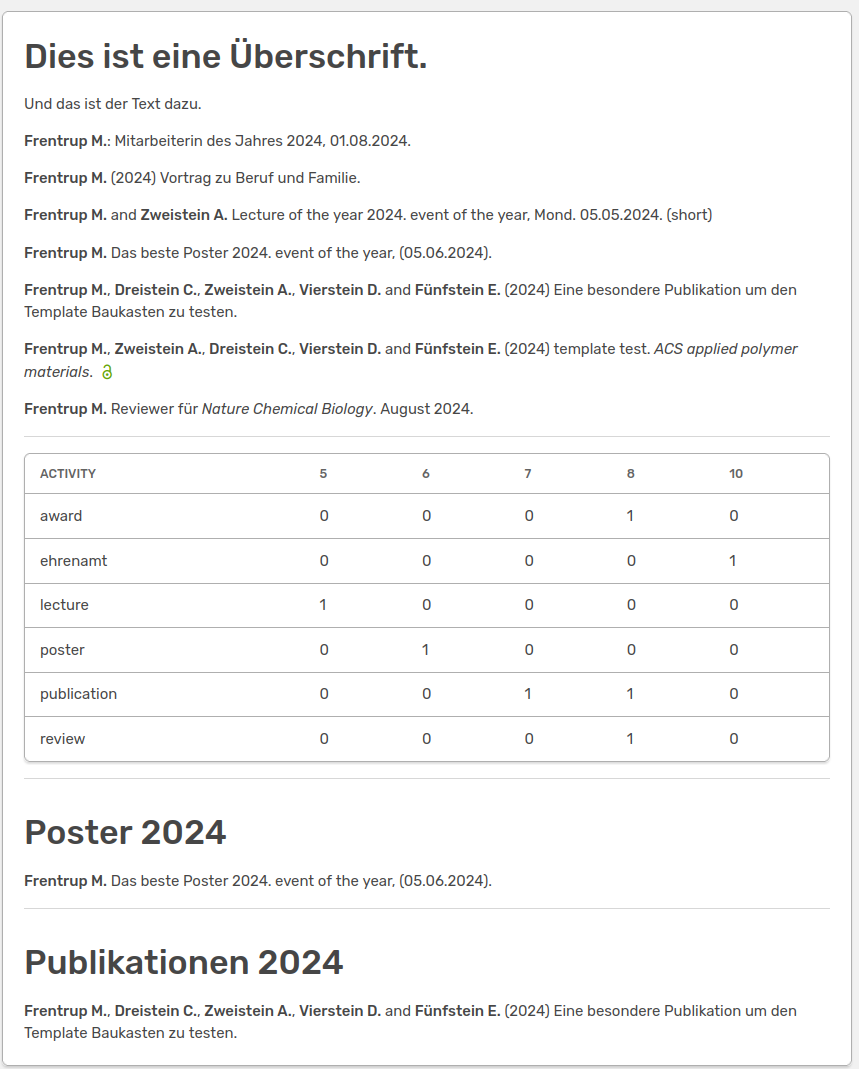 Dies ist eine Überschrift.
Und das ist der Text dazu.
Frentrup M.: Mitarbeiterin des Jahres 2024, 01.08.2024.
Frentrup M. (2024) Vortrag zu Beruf und Familie.
Frentrup M. and Zweistein A. Lecture of the year 2024. event of the year, Mond. 05.05.2024. (short)
Frentrup M. Das beste Poster 2024. event of the year, (05.06.2024).
Frentrup M., Dreistein C., Zweistein A., Vierstein D. and Fünfstein E. (2024) Eine besondere Publikation um den
Template Baukasten zu testen.
Frentrup M., Zweistein A., Dreistein C., Vierstein D. and Fünfstein E. (2024) template test. ACS applied polymer
materials.
Frentrup M. Reviewer für Nature Chemical Biology. August 2024.
ACTIVITY 5 6 7 8 10
award 0 0 0 1 0
ehrenamt 0 0 0 0 1
lecture 1 0 0 0 0
poster 0 1 0 0 0
publication 0 0 1 1 0
review 0 0 0 1 0
Poster 2024
Frentrup M. Das beste Poster 2024. event of the year, (05.06.2024).
Publikationen 2024
Frentrup M., Dreistein C., Zweistein A., Vierstein D. and Fünfstein E. (2024) Eine besondere Publikation um den
Template Baukasten zu testen.